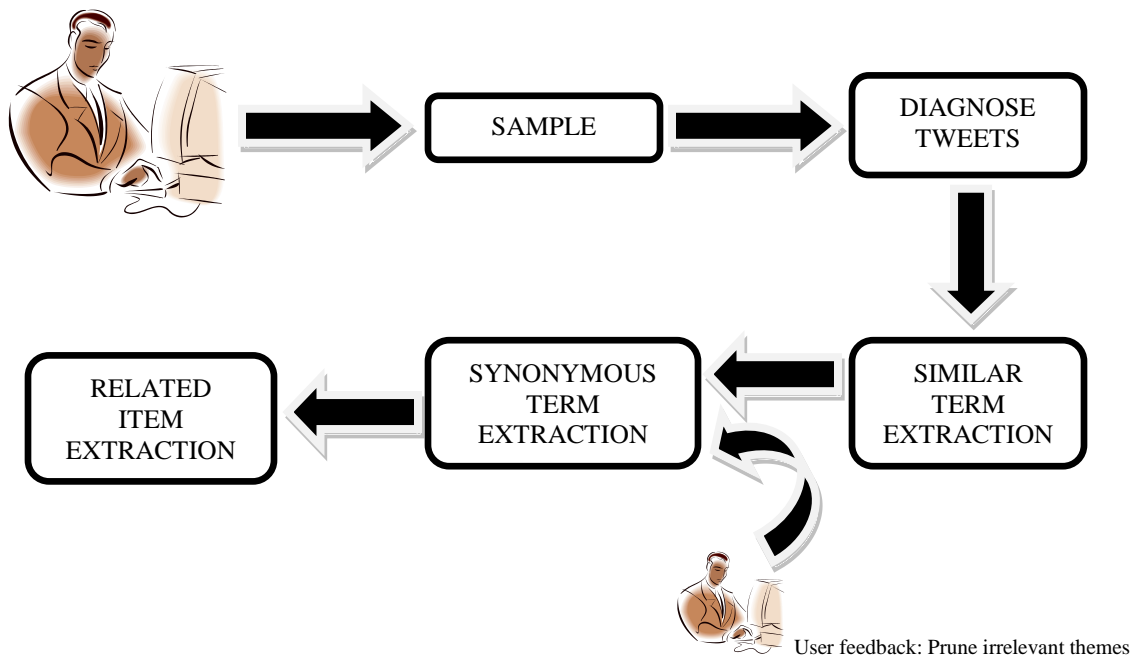 SAMPLE
DIAGNOSE
TWEETS
SIMILAR
TERM
EXTRACTION
SYNONYMOUS
TERM
EXTRACTION
RELATED
ITEM
EXTRACTION
User feedback: Prune irrelevant themes